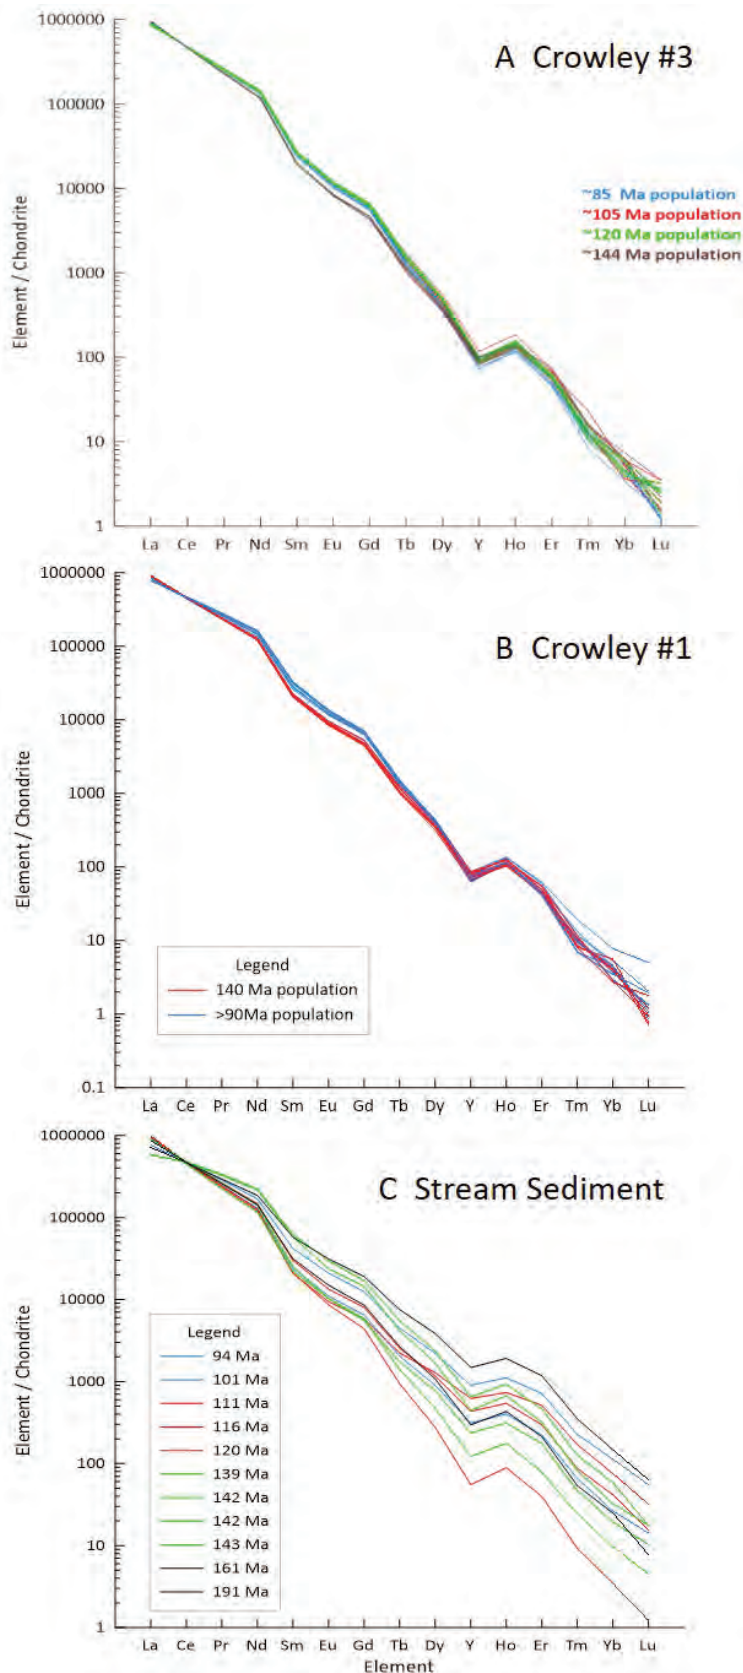 A Crowley #3
1000000
100000
10000
1000
100
10
1
Element / Chondrite
~85 Ma population
~105 Ma population
~120 Ma population
~144 Ma population
La Ce Pr Nd Sm Eu Gd Tb Dy Y Ho Er Tm Yb Lu
B Crowley #1
1000000
100000
10000
1000
100
10
1
0.1
Element / Chondrite
Legend
140 Ma population
>90Ma population
La Ce Pr Nd Sm Eu Gd Tb Dy Y Ho Er Tm Yb Lu
C Stream Sediment
1000000
100000
10000
1000
100
10
1
Element / Chondrite
Legend
94 Ma
101 Ma
111 Ma
116 Ma
120 Ma
139 Ma
142 Ma
142 Ma
143 Ma
161 Ma
191 Ma
La Ce Pr Nd Sm Eu Gd Tb Dy Y Ho Er Tm Yb Lu
Element